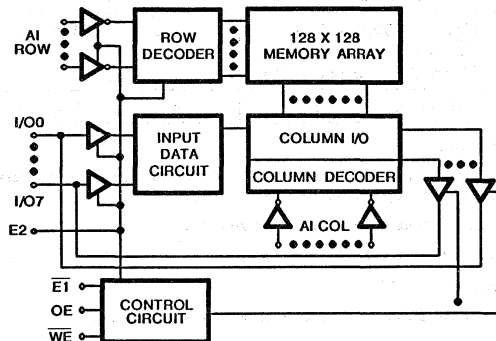 AI
ROW
ROW
DECODER
128 X 128
MEMORY ARRAY
I/O0
INPUT
DATA
CIRCUIT
COLUMN I/O
COLUMN DECODER
I/O7
AI COL
E2
E1
OE
WE
CONTROL
CIRCUIT